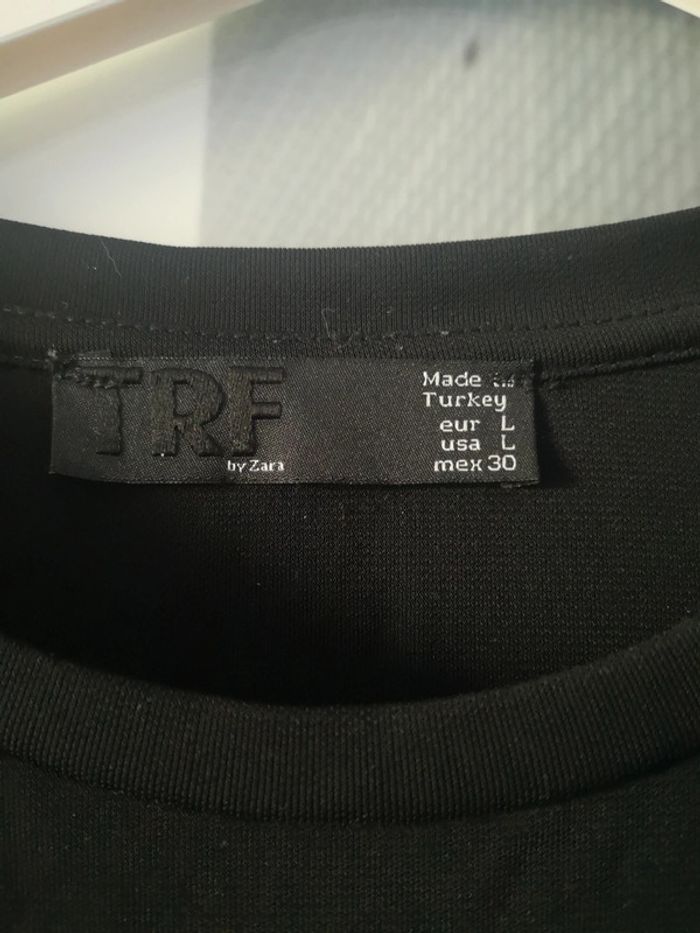 TRF
by Zara
Made in
Turkey
eur L
usa L
mex 30